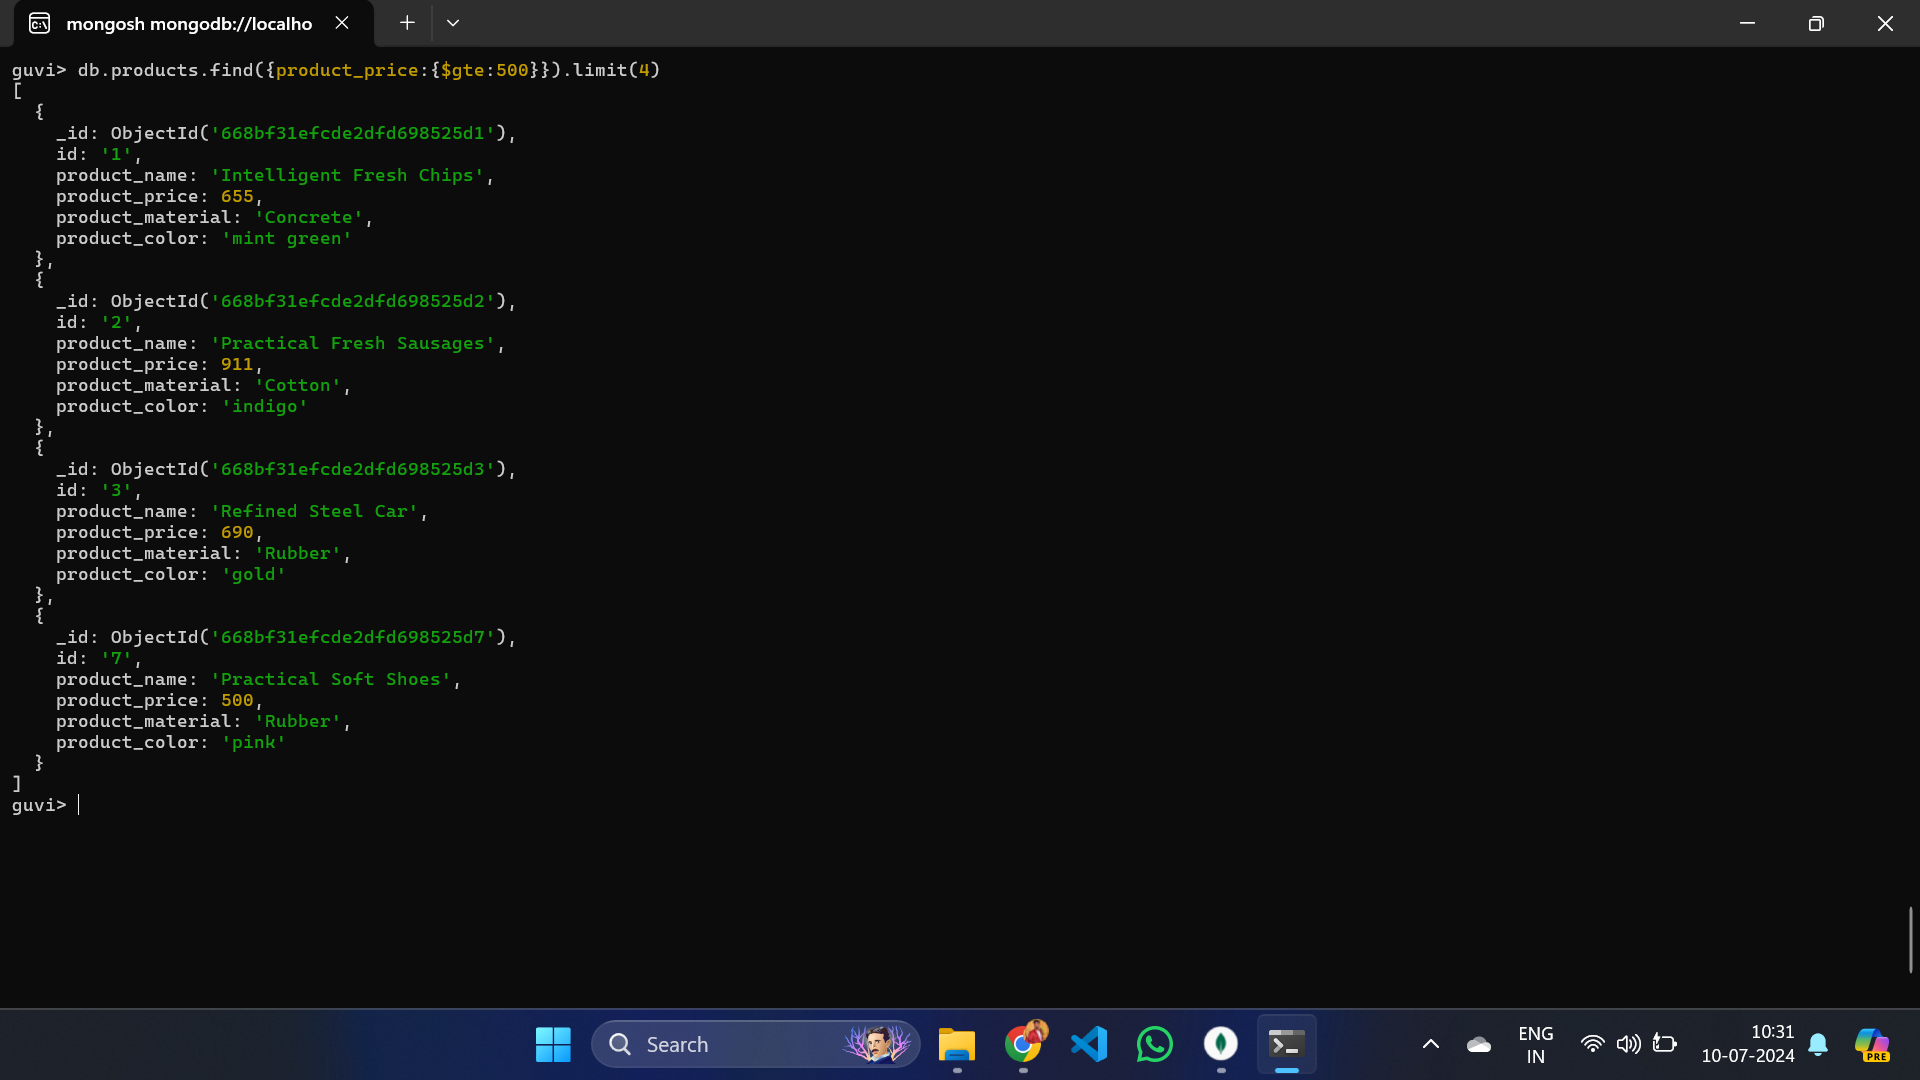 mongosh mongodb://localho
guvi> db.products.find({product_price:{$gte:500}}).limit(4)
[
  {
    _id: ObjectId('668bf31efcde2dfd698525d1'),
    id: '1',
    product_name: 'Intelligent Fresh Chips',
    product_price: 655,
    product_material: 'Concrete',
    product_color: 'mint green'
  },
  {
    _id: ObjectId('668bf31efcde2dfd698525d2'),
    id: '2',
    product_name: 'Practical Fresh Sausages',
    product_price: 911,
    product_material: 'Cotton',
    product_color: 'indigo'
  },
  {
    _id: ObjectId('668bf31efcde2dfd698525d3'),
    id: '3',
    product_name: 'Refined Steel Car',
    product_price: 690,
    product_material: 'Rubber',
    product_color: 'gold'
  },
  {
    _id: ObjectId('668bf31efcde2dfd698525d7'),
    id: '7',
    product_name: 'Practical Soft Shoes',
    product_price: 500,
    product_material: 'Rubber',
    product_color: 'pink'
  }
]
guvi>
Search
ENG
IN
10:31
10-07-2024
PRE